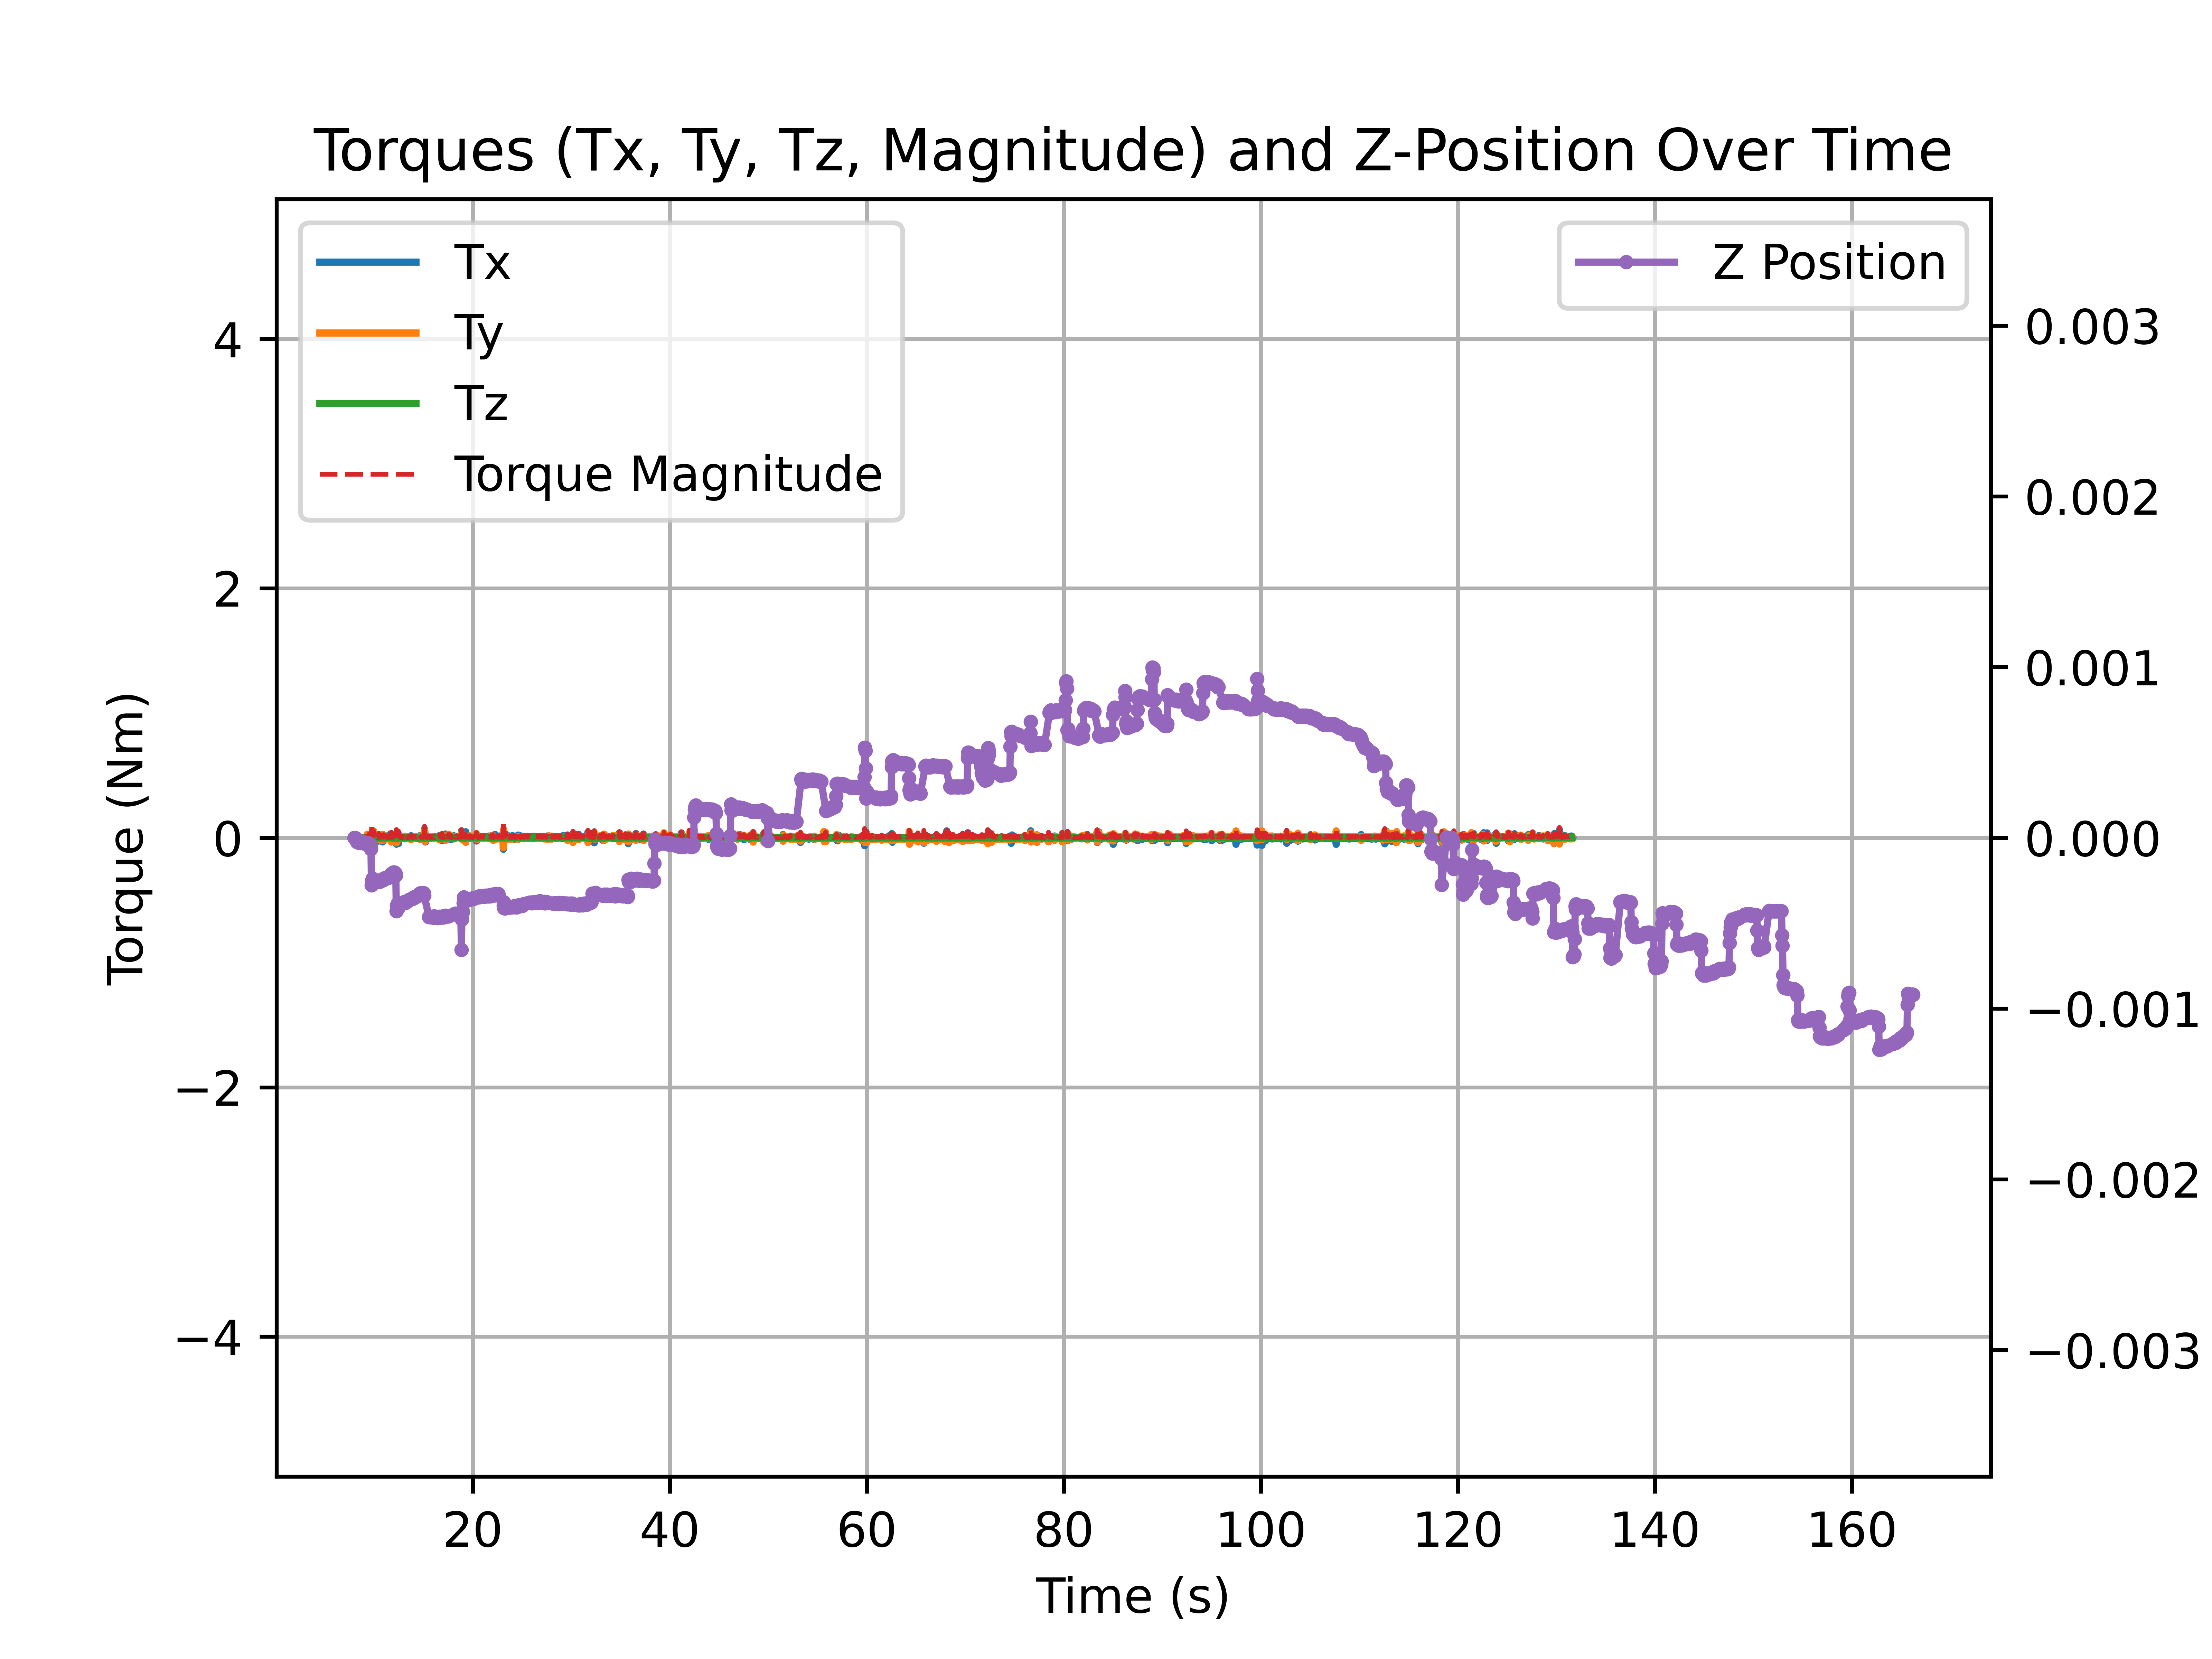 Torques (Tx, Ty, Tz, Magnitude) and Z-Position Over Time
Tx
Ty
Tz
Torque Magnitude
Z Position
4
2
0
−2
−4
Torque (Nm)
0.003
0.002
0.001
0.000
−0.001
−0.002
−0.003
20 40 60 80 100 120 140 160
Time (s)